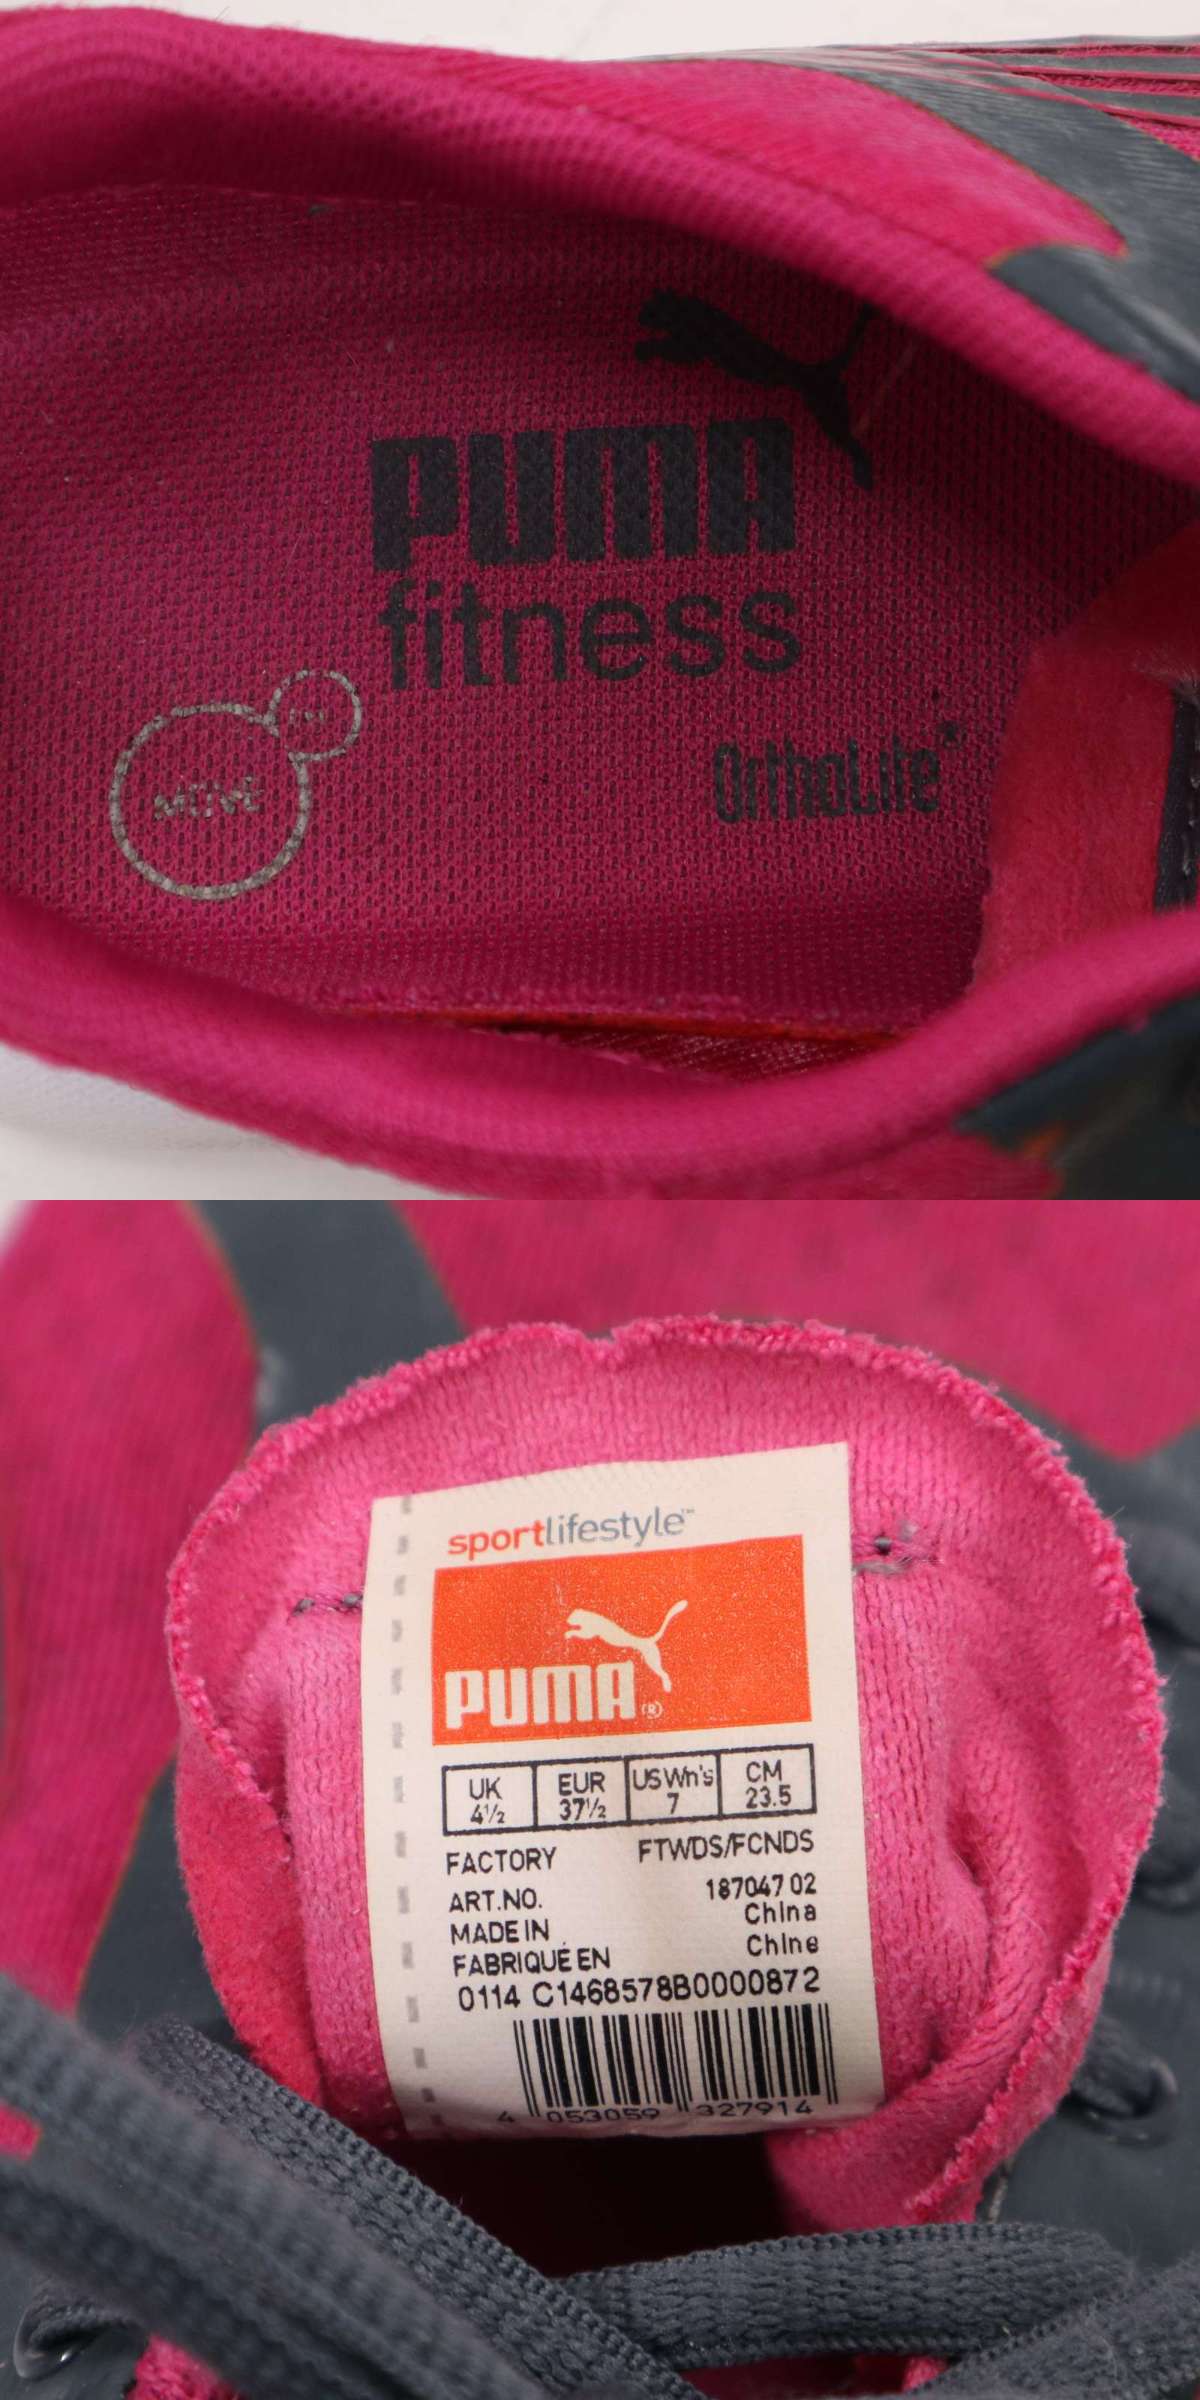 PUMA
fitness
MOVE
OrthoLite®
sportlifestyle™
PUMA®
UK EUR US Wn's CM
4½ 37½ 7 23.5
FACTORY FTWDS/FCNDS
ART.NO. 187047 02
MADE IN China
FABRIQUÉ EN Chine
0114 C1468578B0000872
4 053059 327914